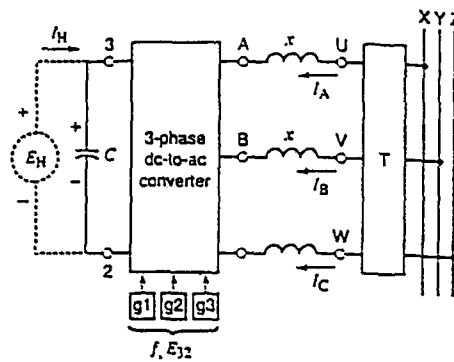 X Y Z
I_H
3
A
x
U
I_A
+
+
E_H
C
3-phase
dc-to-ac
converter
B
x
V
T
I_B
−
−
W
2
I_C
g1 g2 g3
f, E_32